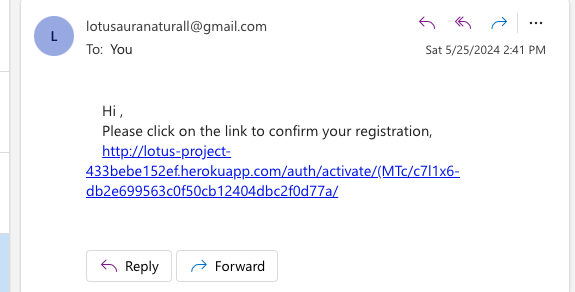 L
lotusauranaturall@gmail.com
To: You
Sat 5/25/2024 2:41 PM
Hi ,
Please click on the link to confirm your registration,
http://lotus-project-
433bebe152ef.herokuapp.com/auth/activate/(MTc/c7l1x6-
db2e699563c0f50cb12404dbc2f0d77a/
Reply
Forward